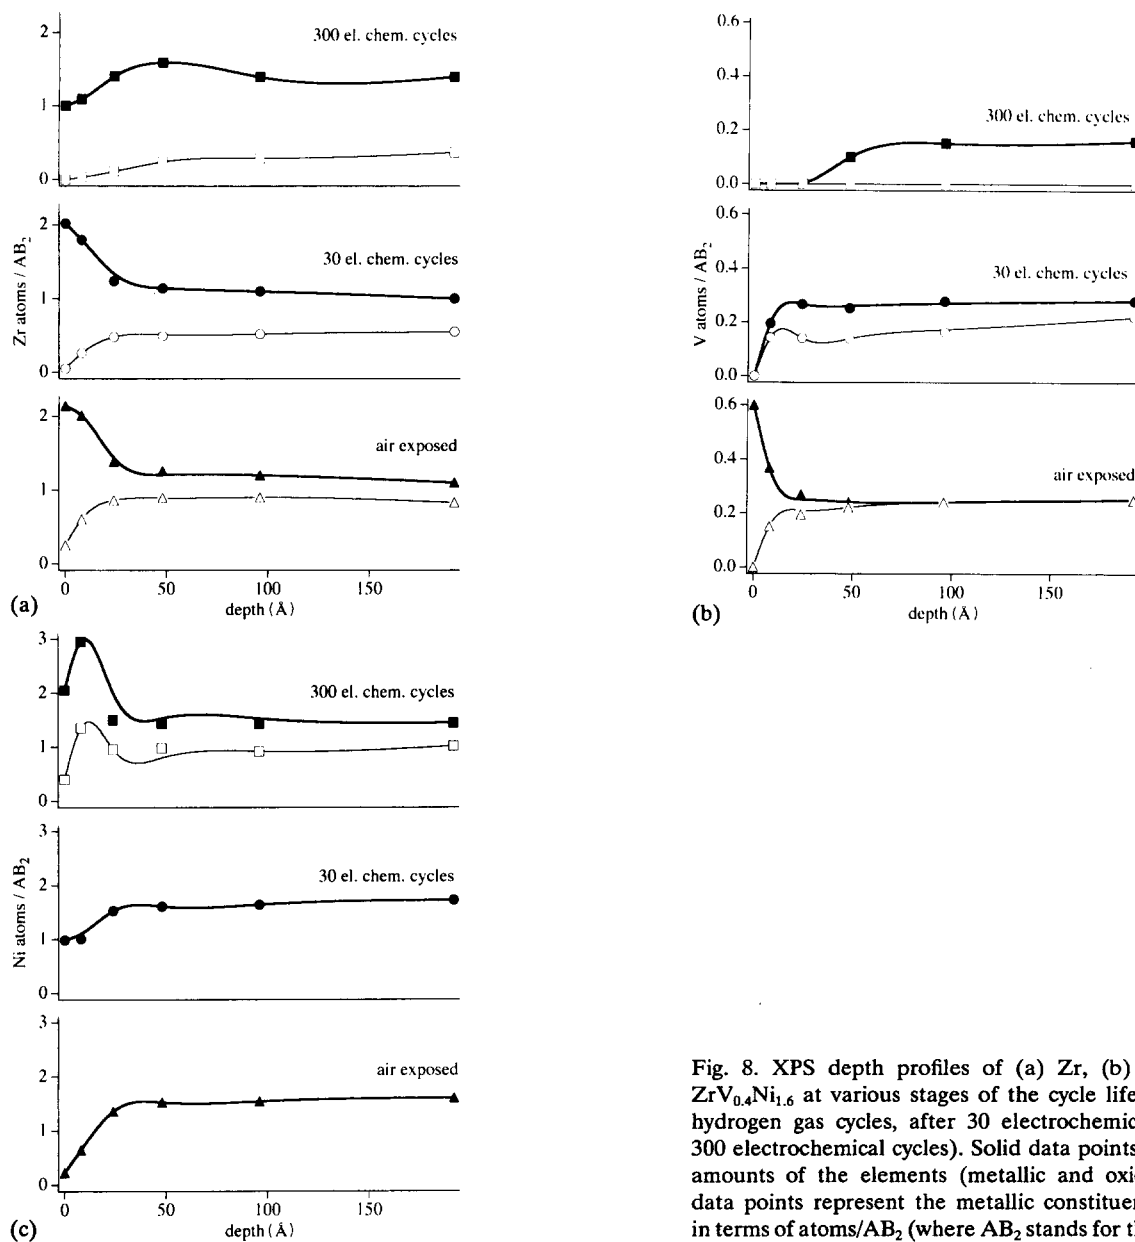 2
300 el. chem. cycles
1
0
2
30 el. chem. cycles
1
0
Zr atoms / AB2
2
air exposed
1
0
0 50 100 150
depth (Å)
(a)
0.6
0.4
300 el. chem. cycles
0.2
0.0
0.6
0.4
30 el. chem. cycles
0.2
0.0
V atoms / AB2
0.6
0.4
air exposed
0.2
0.0
0 50 100 150
depth (Å)
(b)
3
300 el. chem. cycles
2
1
0
3
30 el. chem. cycles
2
1
0
Ni atoms / AB2
3
air exposed
2
1
0
0 50 100 150
depth (Å)
(c)
Fig. 8. XPS depth profiles of (a) Zr, (b)
ZrV0.4Ni1.6 at various stages of the cycle life
hydrogen gas cycles, after 30 electrochemic
300 electrochemical cycles). Solid data points
amounts of the elements (metallic and oxi
data points represent the metallic constituen
in terms of atoms/AB2 (where AB2 stands for t